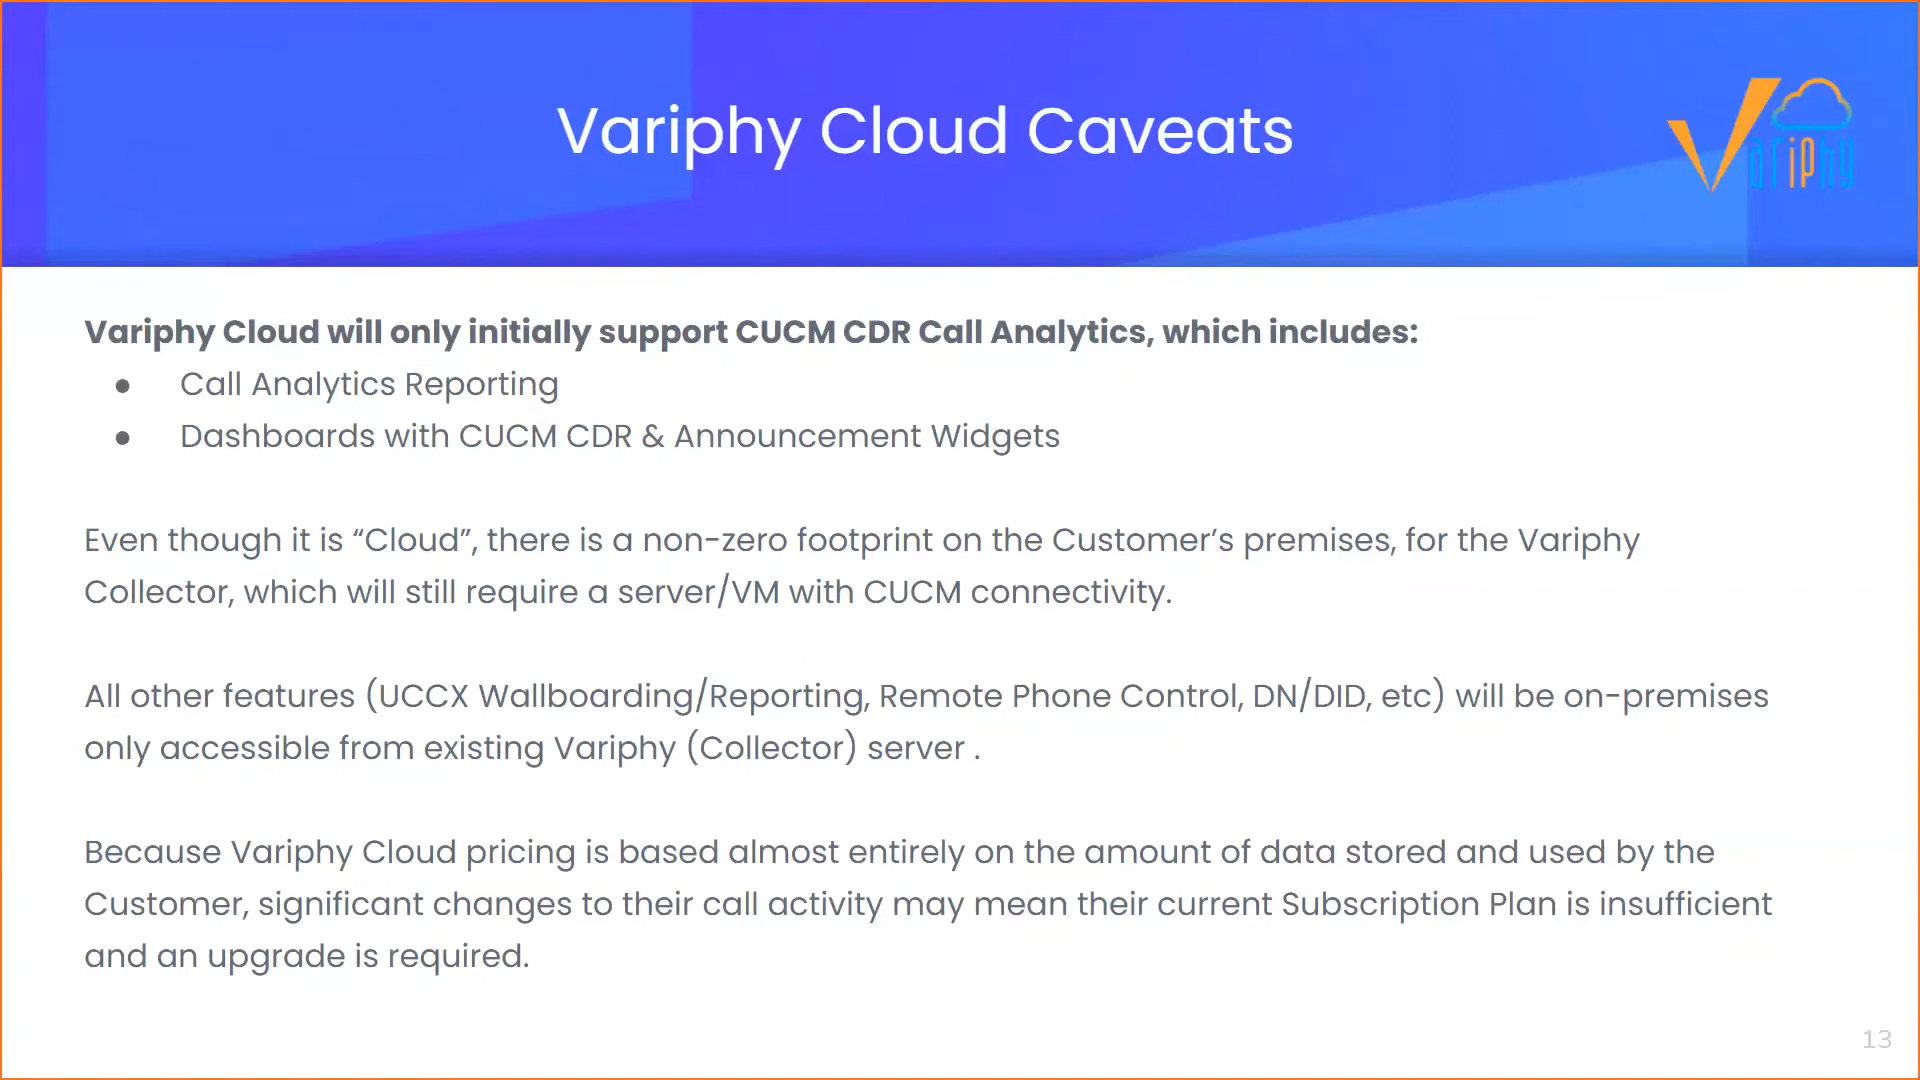 Variphy Cloud Caveats
Variphy
Variphy Cloud will only initially support CUCM CDR Call Analytics, which includes:
● Call Analytics Reporting
● Dashboards with CUCM CDR & Announcement Widgets
Even though it is “Cloud”, there is a non-zero footprint on the Customer’s premises, for the Variphy
Collector, which will still require a server/VM with CUCM connectivity.
All other features (UCCX Wallboarding/Reporting, Remote Phone Control, DN/DID, etc) will be on-premises
only accessible from existing Variphy (Collector) server .
Because Variphy Cloud pricing is based almost entirely on the amount of data stored and used by the
Customer, significant changes to their call activity may mean their current Subscription Plan is insufficient
and an upgrade is required.
13